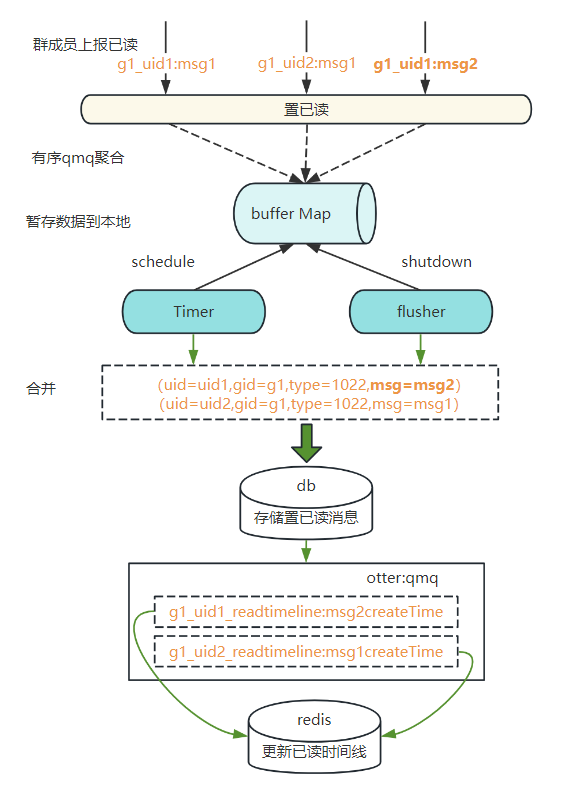 群成员上报已读
g1_uid1:msg1
g1_uid2:msg1
g1_uid1:msg2
置已读
有序qmq聚合
buffer Map
暂存数据到本地
schedule
shutdown
Timer
flusher
合并
(uid=uid1,gid=g1,type=1022,msg=msg2)
(uid=uid2,gid=g1,type=1022,msg=msg1)
db
存储置已读消息
otter:qmq
g1_uid1_readtimeline:msg2createTime
g1_uid2_readtimeline:msg1createTime
redis
更新已读时间线